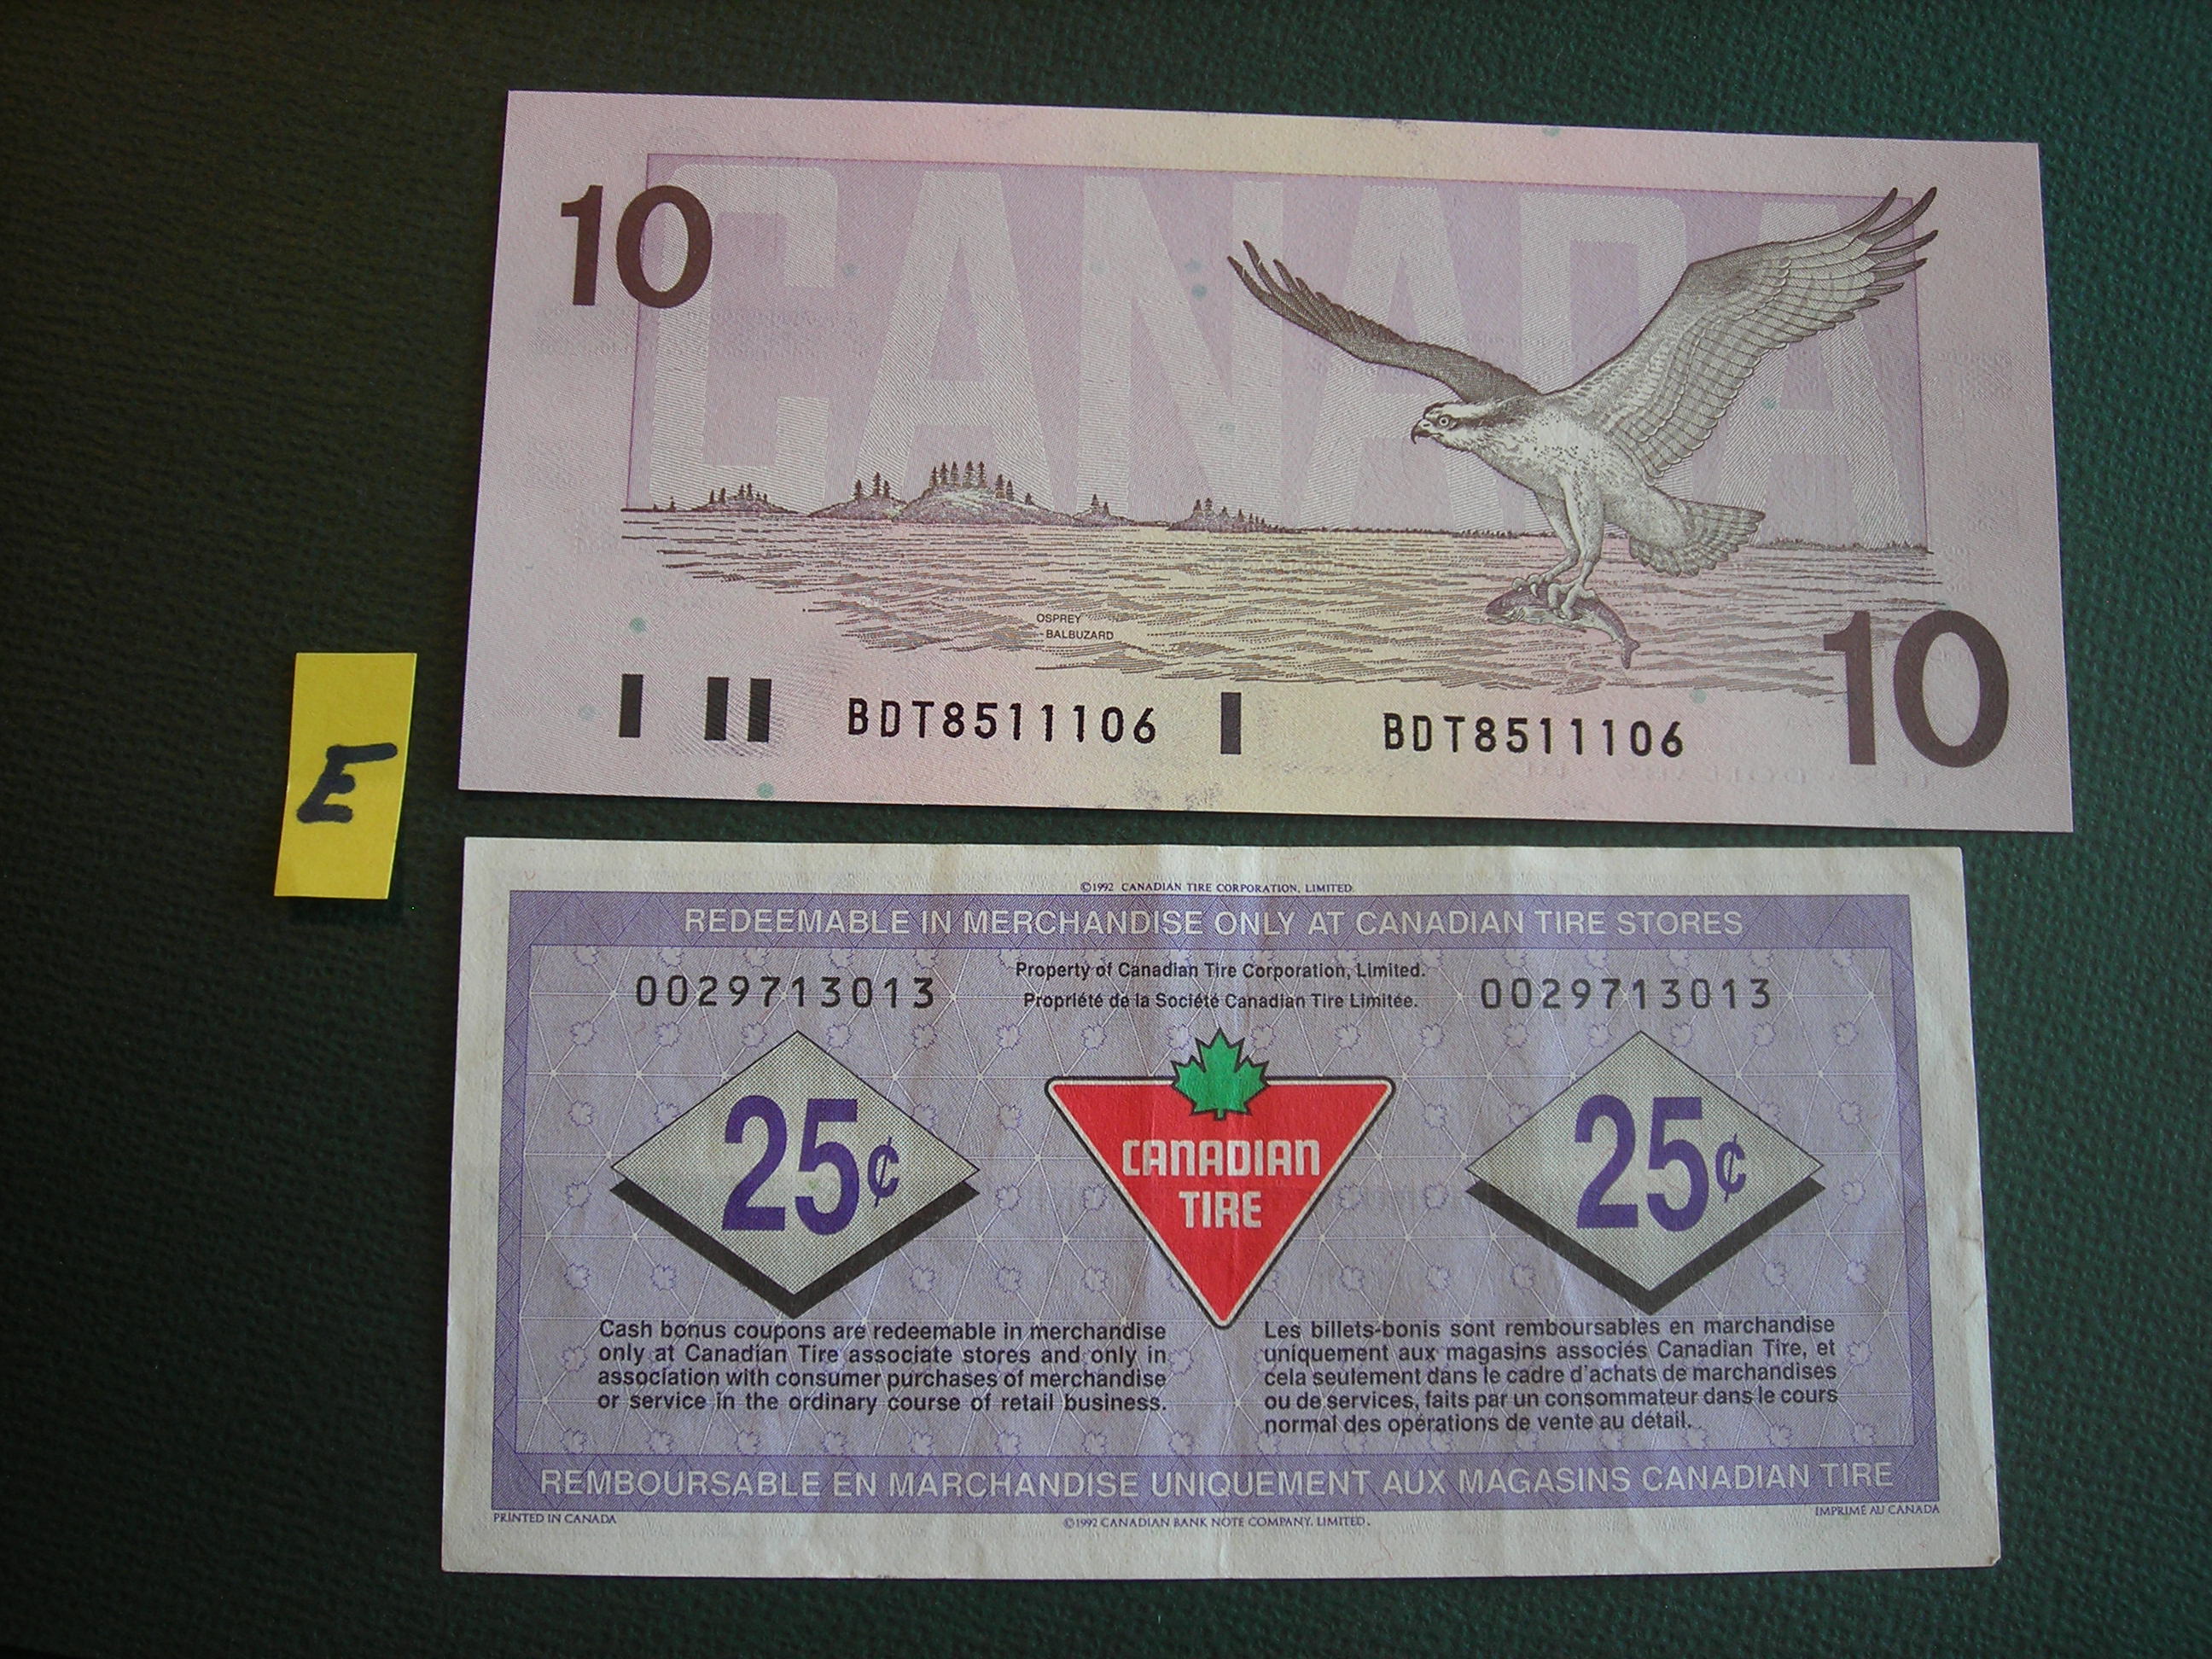 CANADA
10
OSPREY
BALBUZARD
10
BDT8511106 BDT8511106
E
©1992 CANADIAN TIRE CORPORATION, LIMITED.
REDEEMABLE IN MERCHANDISE ONLY AT CANADIAN TIRE STORES
Property of Canadian Tire Corporation, Limited.
0029713013 0029713013
Propriété de la Société Canadian Tire Limitée.
25¢ CANADIAN 25¢
TIRE
Cash bonus coupons are redeemable in merchandise
only at Canadian Tire associate stores and only in
association with consumer purchases of merchandise
or service in the ordinary course of retail business.
Les billets-bonis sont remboursables en marchandise
uniquement aux magasins associés Canadian Tire, et
cela seulement dans le cadre d'achats de marchandises
ou de services, faits par un consommateur dans le cours
normal des opérations de vente au détail.
REMBOURSABLE EN MARCHANDISE UNIQUEMENT AUX MAGASINS CANADIAN TIRE
PRINTED IN CANADA ©1992 CANADIAN BANK NOTE COMPANY, LIMITED. IMPRIMÉ AU CANADA